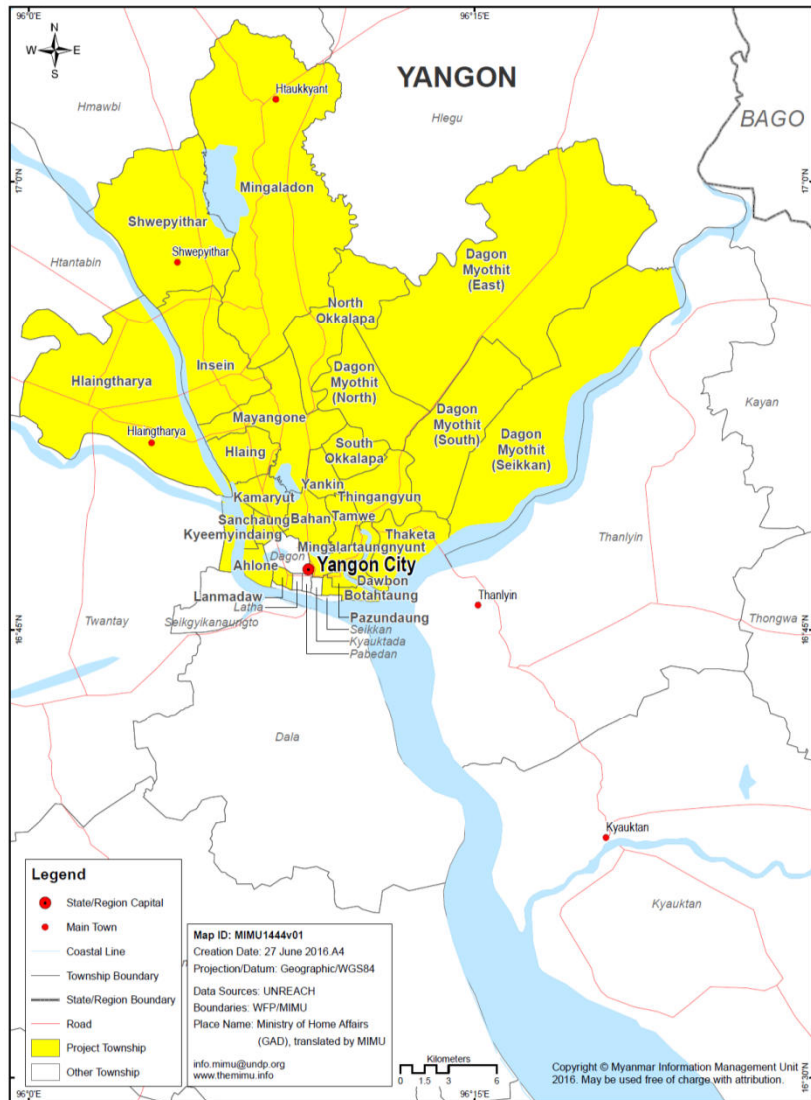 96°0'E
96°15'E
N
W E
S
YANGON
BAGO
Htaukkyant
Hmawbi
Hlegu
17°0'N
17°0'N
Mingaladon
Shwepyithar
Shwepyithar
Htantabin
Dagon
Myothit
(East)
North
Okkalapa
Insein
Hlaingtharya
Dagon
Myothit
(North)
Kayan
Mayangone
Dagon
Myothit
(South)
Hlaingtharya
Dagon
Myothit
(Seikkan)
Hlaing
South
Okkalapa
Yankin
Kamaryut
Thingangyun
Sanchaung
Bahan
Tamwe
Kyeemyindaing
Thaketa
Thanlyin
Mingalartaungnyunt
Dagon
Yangon City
Ahlone
Dawbon
Lanmadaw
Botahtaung
Latha
Thanlyin
Twantay
Seikgyikanaungto
Pazundaung
Thongwa
Seikkan
Kyauktada
Pabedan
16°45'N
16°45'N
Dala
Kyauktan
Kyauktan
Legend
State/Region Capital
Main Town
Coastal Line
Township Boundary
State/Region Boundary
Road
Project Township
Other Township
Map ID: MIMU1444v01
Creation Date: 27 June 2016.A4
Projection/Datum: Geographic/WGS84
Data Sources: UNREACH
Boundaries: WFP/MIMU
Place Name: Ministry of Home Affairs
(GAD), translated by MIMU
info.mimu@undp.org
www.themimu.info
Kilometers
0 1.5 3 6
Copyright © Myanmar Information Management Unit
2016. May be used free of charge with attribution.
96°0'E
96°15'E
16°30'N